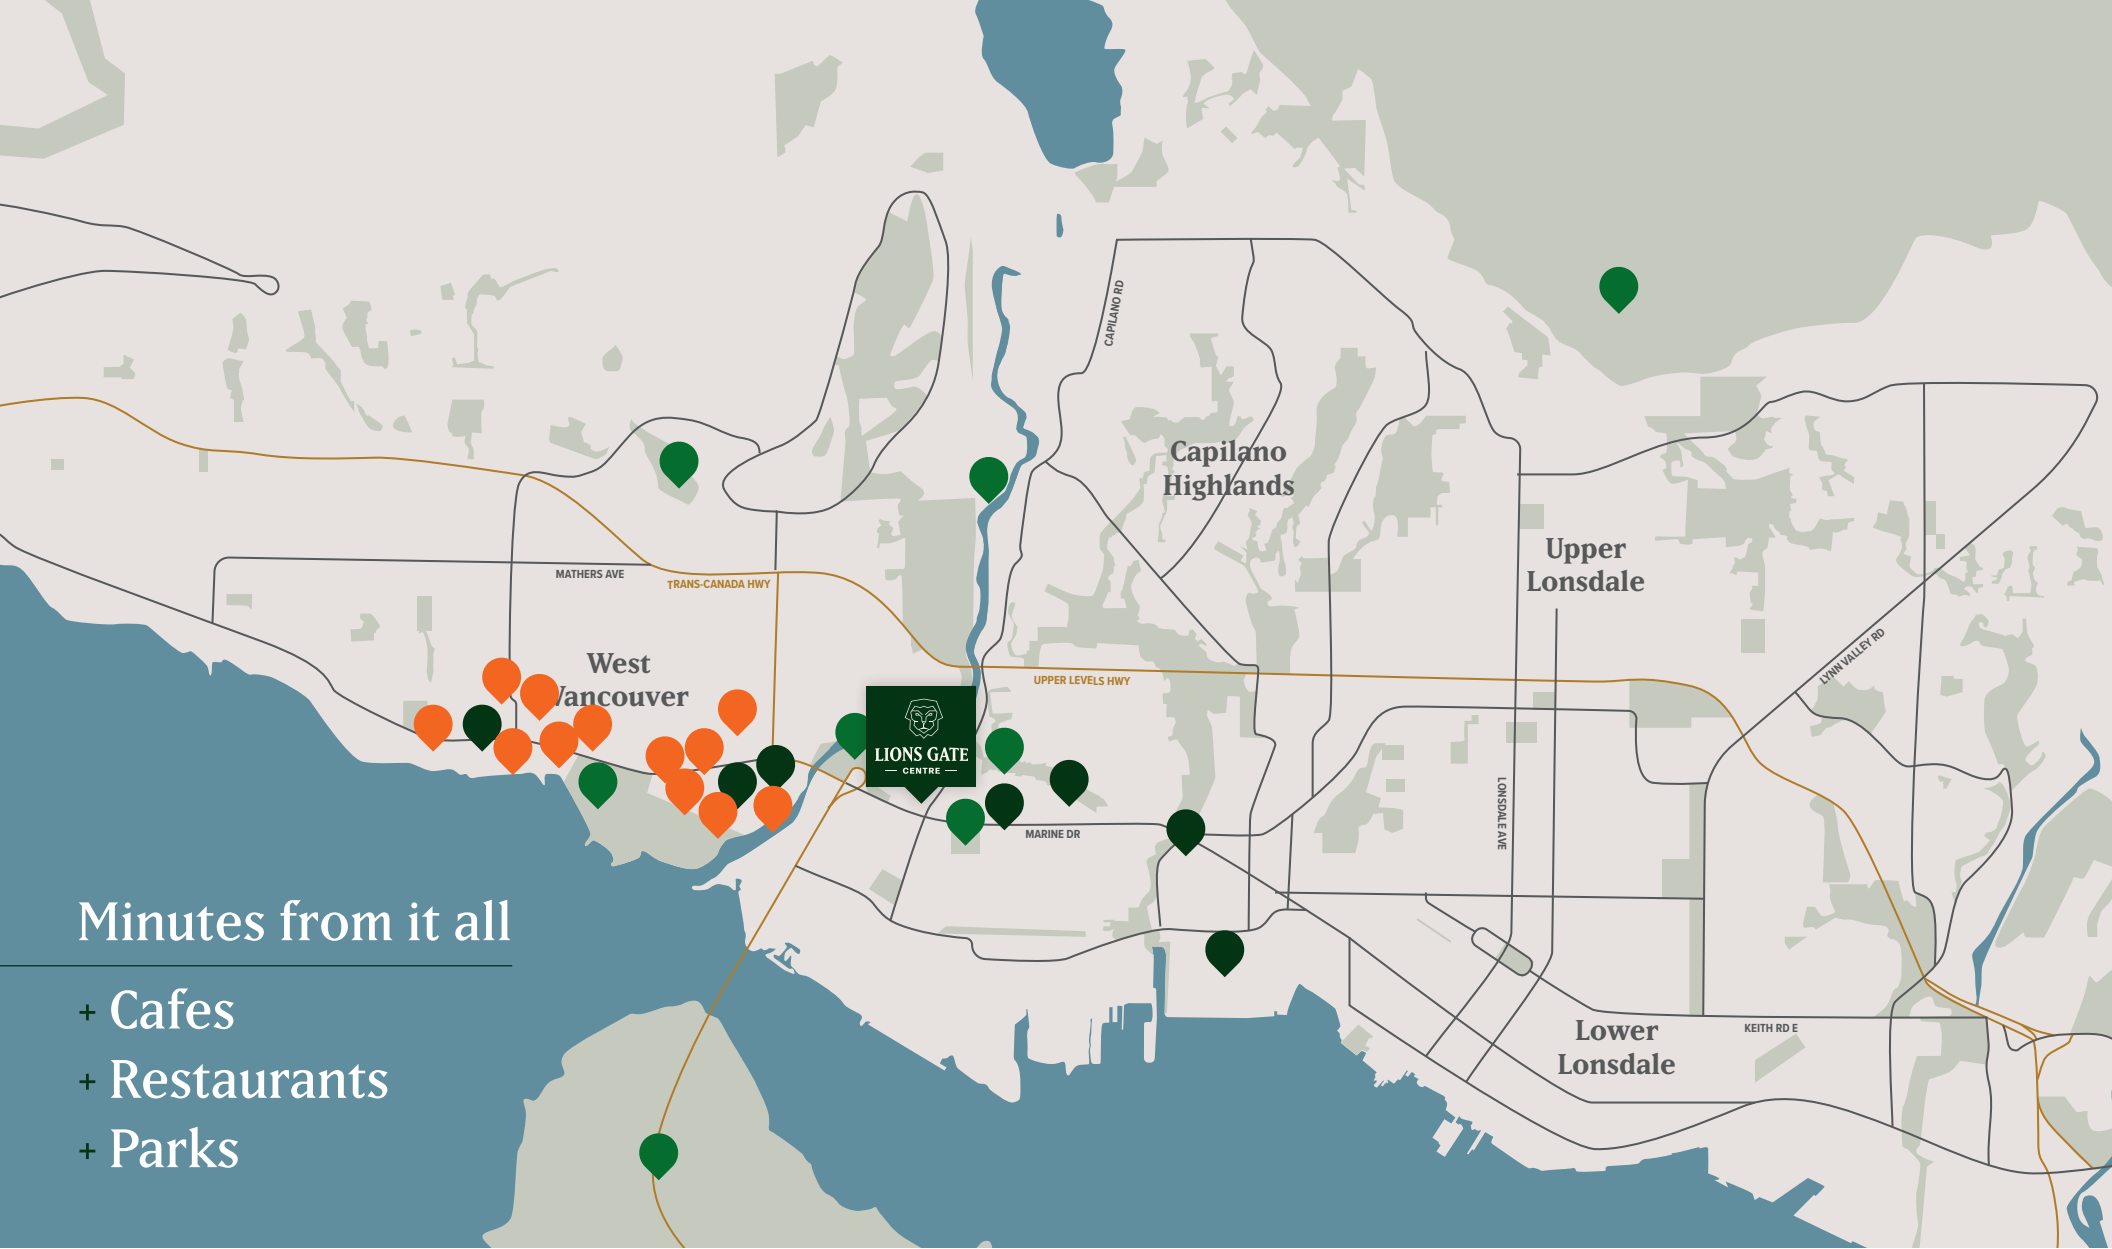 CAPILANO RD
Capilano
Highlands
Upper
Lonsdale
MATHERS AVE
TRANS-CANADA HWY
LYNN VALLEY RD
West
Vancouver
UPPER LEVELS HWY
LIONS GATE
CENTRE
LONSDALE AVE
MARINE DR
Minutes from it all
+ Cafes
+ Restaurants
+ Parks
Lower
Lonsdale
KEITH RD E